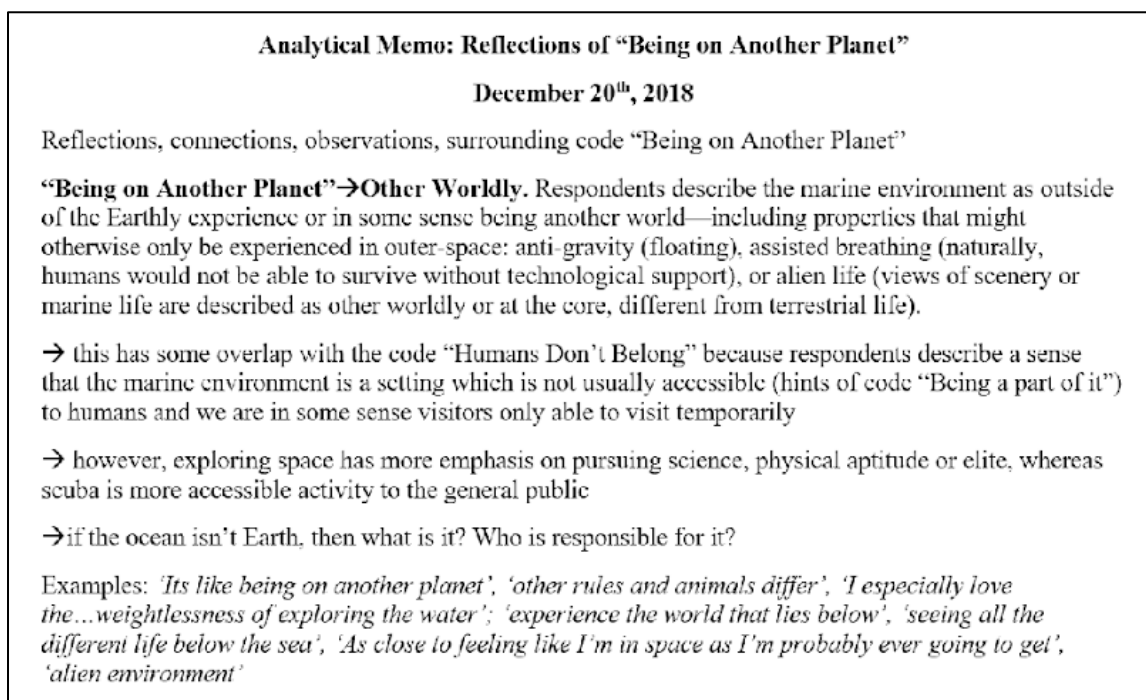 Analytical Memo: Reflections of “Being on Another Planet”
December 20th, 2018
Reflections, connections, observations, surrounding code “Being on Another Planet”
“Being on Another Planet”→Other Worldly. Respondents describe the marine environment as outside
of the Earthly experience or in some sense being another world—including properties that might
otherwise only be experienced in outer-space: anti-gravity (floating), assisted breathing (naturally,
humans would not be able to survive without technological support), or alien life (views of scenery or
marine life are described as other worldly or at the core, different from terrestrial life).
→ this has some overlap with the code “Humans Don’t Belong” because respondents describe a sense
that the marine environment is a setting which is not usually accessible (hints of code “Being a part of it”)
to humans and we are in some sense visitors only able to visit temporarily
→ however, exploring space has more emphasis on pursuing science, physical aptitude or elite, whereas
scuba is more accessible activity to the general public
→if the ocean isn’t Earth, then what is it? Who is responsible for it?
Examples: ‘Its like being on another planet’, ‘other rules and animals differ’, ‘I especially love
the…weightlessness of exploring the water’; ‘experience the world that lies below’, ‘seeing all the
different life below the sea’, ‘As close to feeling like I’m in space as I’m probably ever going to get’,
‘alien environment’